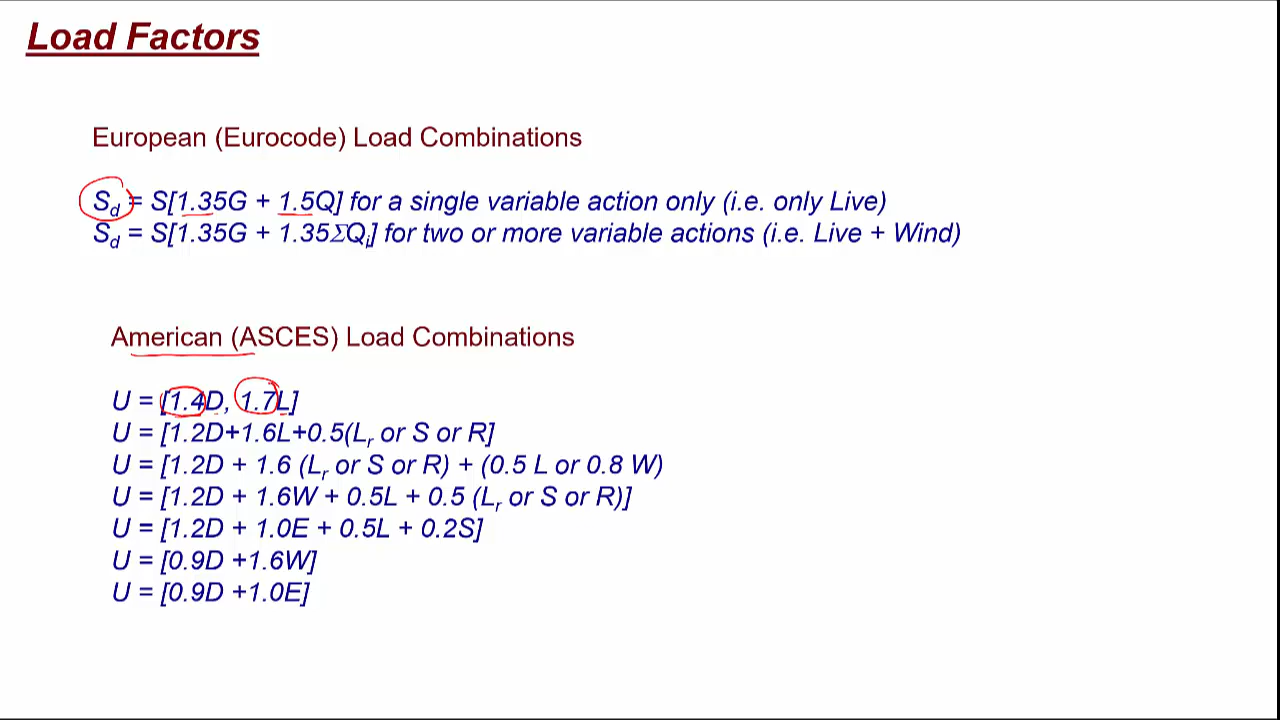 Load Factors
European (Eurocode) Load Combinations
Sd = S[1.35G + 1.5Q] for a single variable action only (i.e. only Live)
Sd = S[1.35G + 1.35ΣQi] for two or more variable actions (i.e. Live + Wind)
American (ASCES) Load Combinations
U = [1.4D, 1.7L]
U = [1.2D+1.6L+0.5(Lr or S or R]
U = [1.2D + 1.6 (Lr or S or R) + (0.5 L or 0.8 W)
U = [1.2D + 1.6W + 0.5L + 0.5 (Lr or S or R)]
U = [1.2D + 1.0E + 0.5L + 0.2S]
U = [0.9D +1.6W]
U = [0.9D +1.0E]